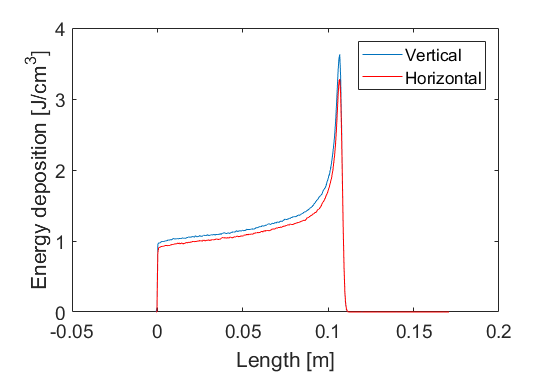 4
3
2
1
0
Energy deposition [J/cm³]
Vertical
Horizontal
-0.05 0 0.05 0.1 0.15 0.2
Length [m]